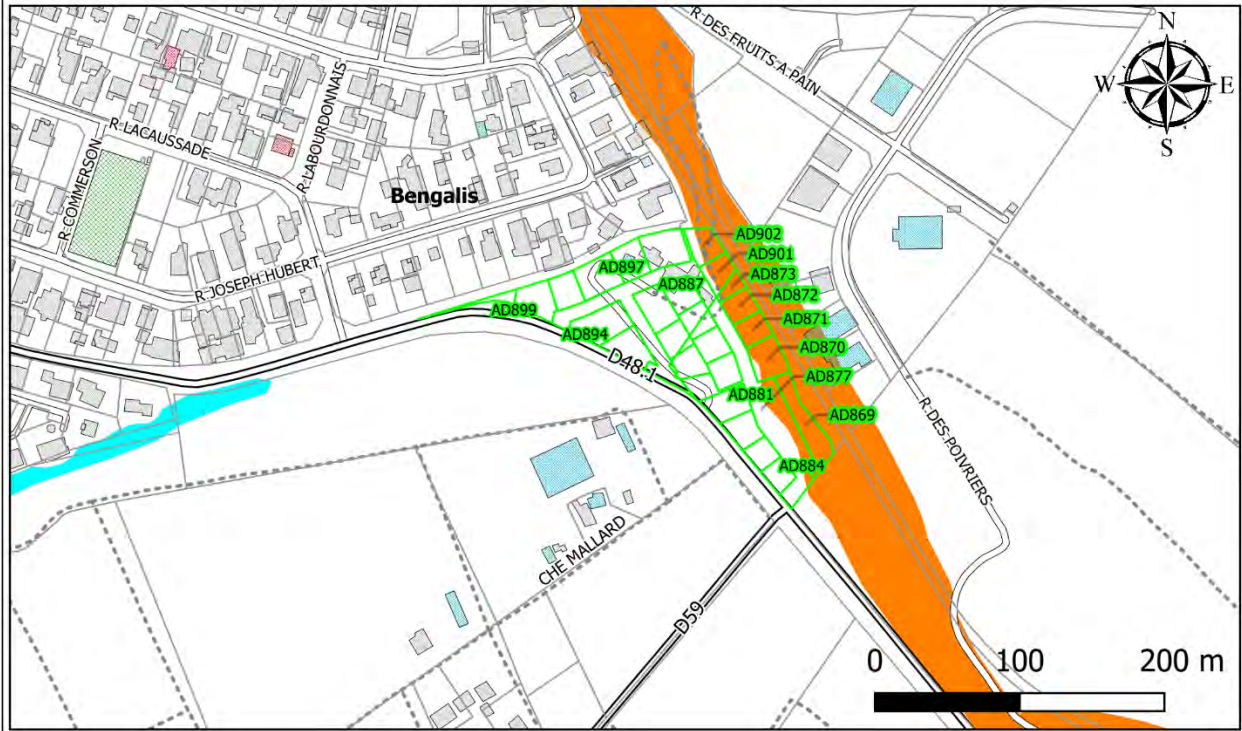 R·DES·FRUITS·A·PAIN
N
W
E
S
R·LACAUSSADE
R·LABOURDONNAIS
R·COMMERSON
Bengalis
R·JOSEPH·HUBERT
AD902
AD901
AD873
AD897
AD887
AD872
AD899
AD871
AD894
AD870
D48·1
AD877
AD881
AD869
R·DES·POIVRIERS
AD884
CHE MALLARD
D59
0 100 200 m